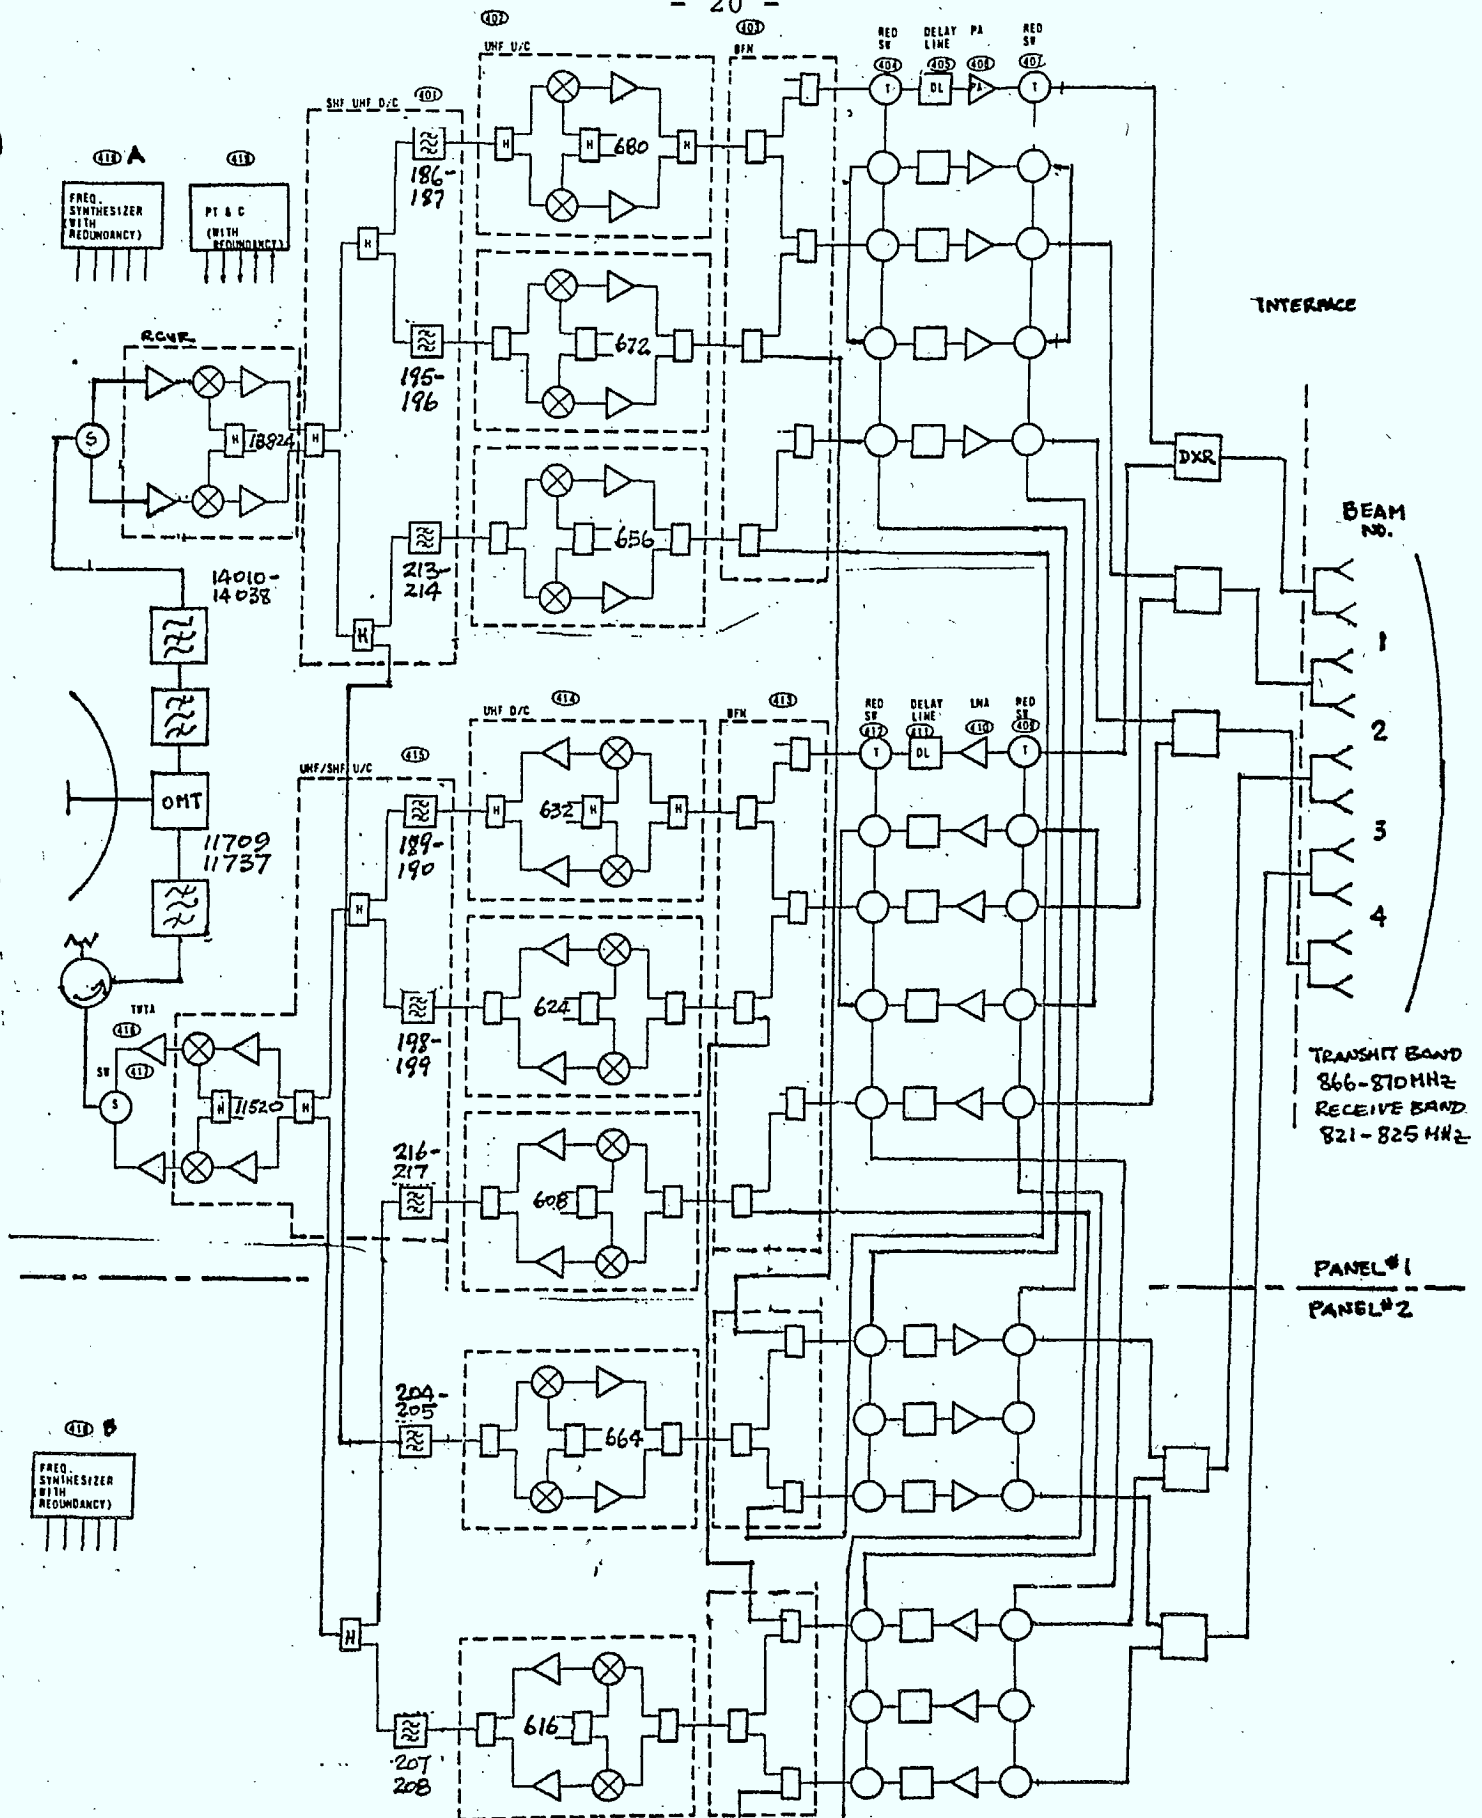 - 20 -
402
403
UHF U/C
BFN
RED SW
DELAY LINE
PA
RED SW
404
405
406
407
T
DL
PA
T
SHF UHF D/C
401
H
H
680
H
186-
187
A
FREQ.
SYNTHESIZER
(WITH
REDUNDANCY)
PT & C
(WITH
REDUNDANCY)
H
INTERFACE
672
195-
196
RCVR
S
H
13824
H
DXR
BEAM
NO.
656
213-
214
14010-
14038
H
1
2
3
4
UHF D/C
414
BFN
413
RED SW
DELAY LINE
LNA
RED SW
412
411
410
409
T
DL
T
OMT
11709
11737
UHF/SHF U/C
415
H
632
H
H
189-
190
H
624
198-
199
TWTA
416
SW
417
S
H
11520
H
TRANSMIT BAND
866-870 MHz
RECEIVE BAND
821-825 MHz
216-
217
608
PANEL #1
PANEL #2
204-
205
664
B
FREQ.
SYNTHESIZER
WITH
REDUNDANCY)
H
616
207
208